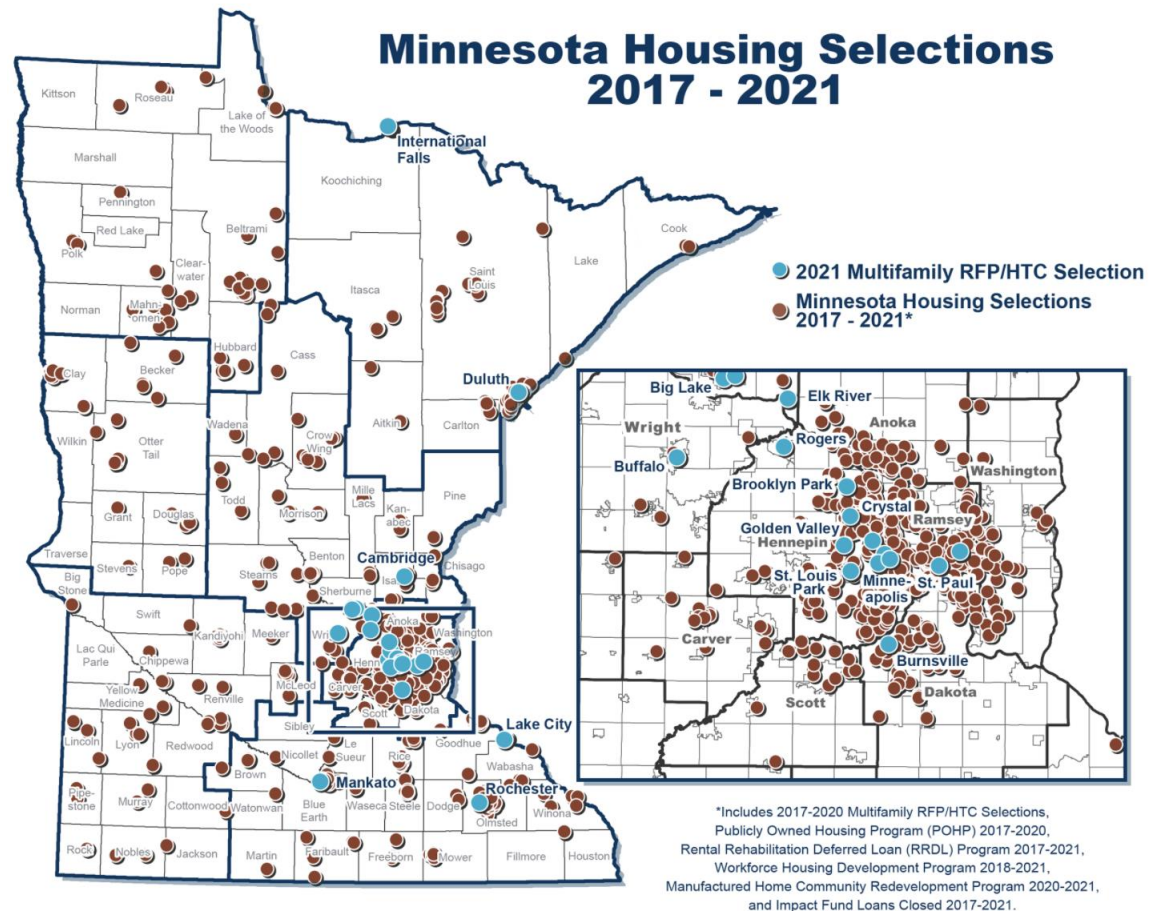 Minnesota Housing Selections
2017 - 2021
Kittson
Roseau
Lake of
the Woods
International
Falls
Marshall
Koochiching
Pennington
Red Lake
Beltrami
Cook
Polk
Clear-
water
Saint
Louis
Lake
2021 Multifamily RFP/HTC Selection
Minnesota Housing Selections
2017 - 2021*
Itasca
Norman
Mahn-
omen
Hubbard
Cass
Clay
Becker
Duluth
Wadena
Aitkin
Carlton
Wilkin
Otter
Tail
Crow
Wing
Todd
Mille
Lacs
Pine
Grant
Douglas
Morrison
Kan-
abec
Traverse
Stevens
Pope
Stearns
Benton
Cambridge
Chisago
Isa
Big
Stone
Sherburne
Swift
Kandiyohi
Meeker
Wri
Anoka
Washington
Lac Qui
Parle
Chippewa
Henn
Ramsey
McLeod
Carver
Yellow
Medicine
Renville
Scott
Dakota
Sibley
Lake City
Lincoln
Lyon
Redwood
Nicollet
Le
Sueur
Rice
Goodhue
Wabasha
Brown
Mankato
Rochester
Pipe-
stone
Murray
Cottonwood
Watonwan
Blue
Earth
Waseca
Steele
Dodge
Olmsted
Winona
Rock
Nobles
Jackson
Martin
Faribault
Freeborn
Mower
Fillmore
Houston
Big Lake
Elk River
Wright
Anoka
Rogers
Buffalo
Washington
Brooklyn Park
Crystal
Golden Valley
Ramsey
Hennepin
St. Louis
Park
Minne-
apolis
St. Paul
Carver
Burnsville
Scott
Dakota
*Includes 2017-2020 Multifamily RFP/HTC Selections,
Publicly Owned Housing Program (POHP) 2017-2020,
Rental Rehabilitation Deferred Loan (RRDL) Program 2017-2021,
Workforce Housing Development Program 2018-2021,
Manufactured Home Community Redevelopment Program 2020-2021,
and Impact Fund Loans Closed 2017-2021.